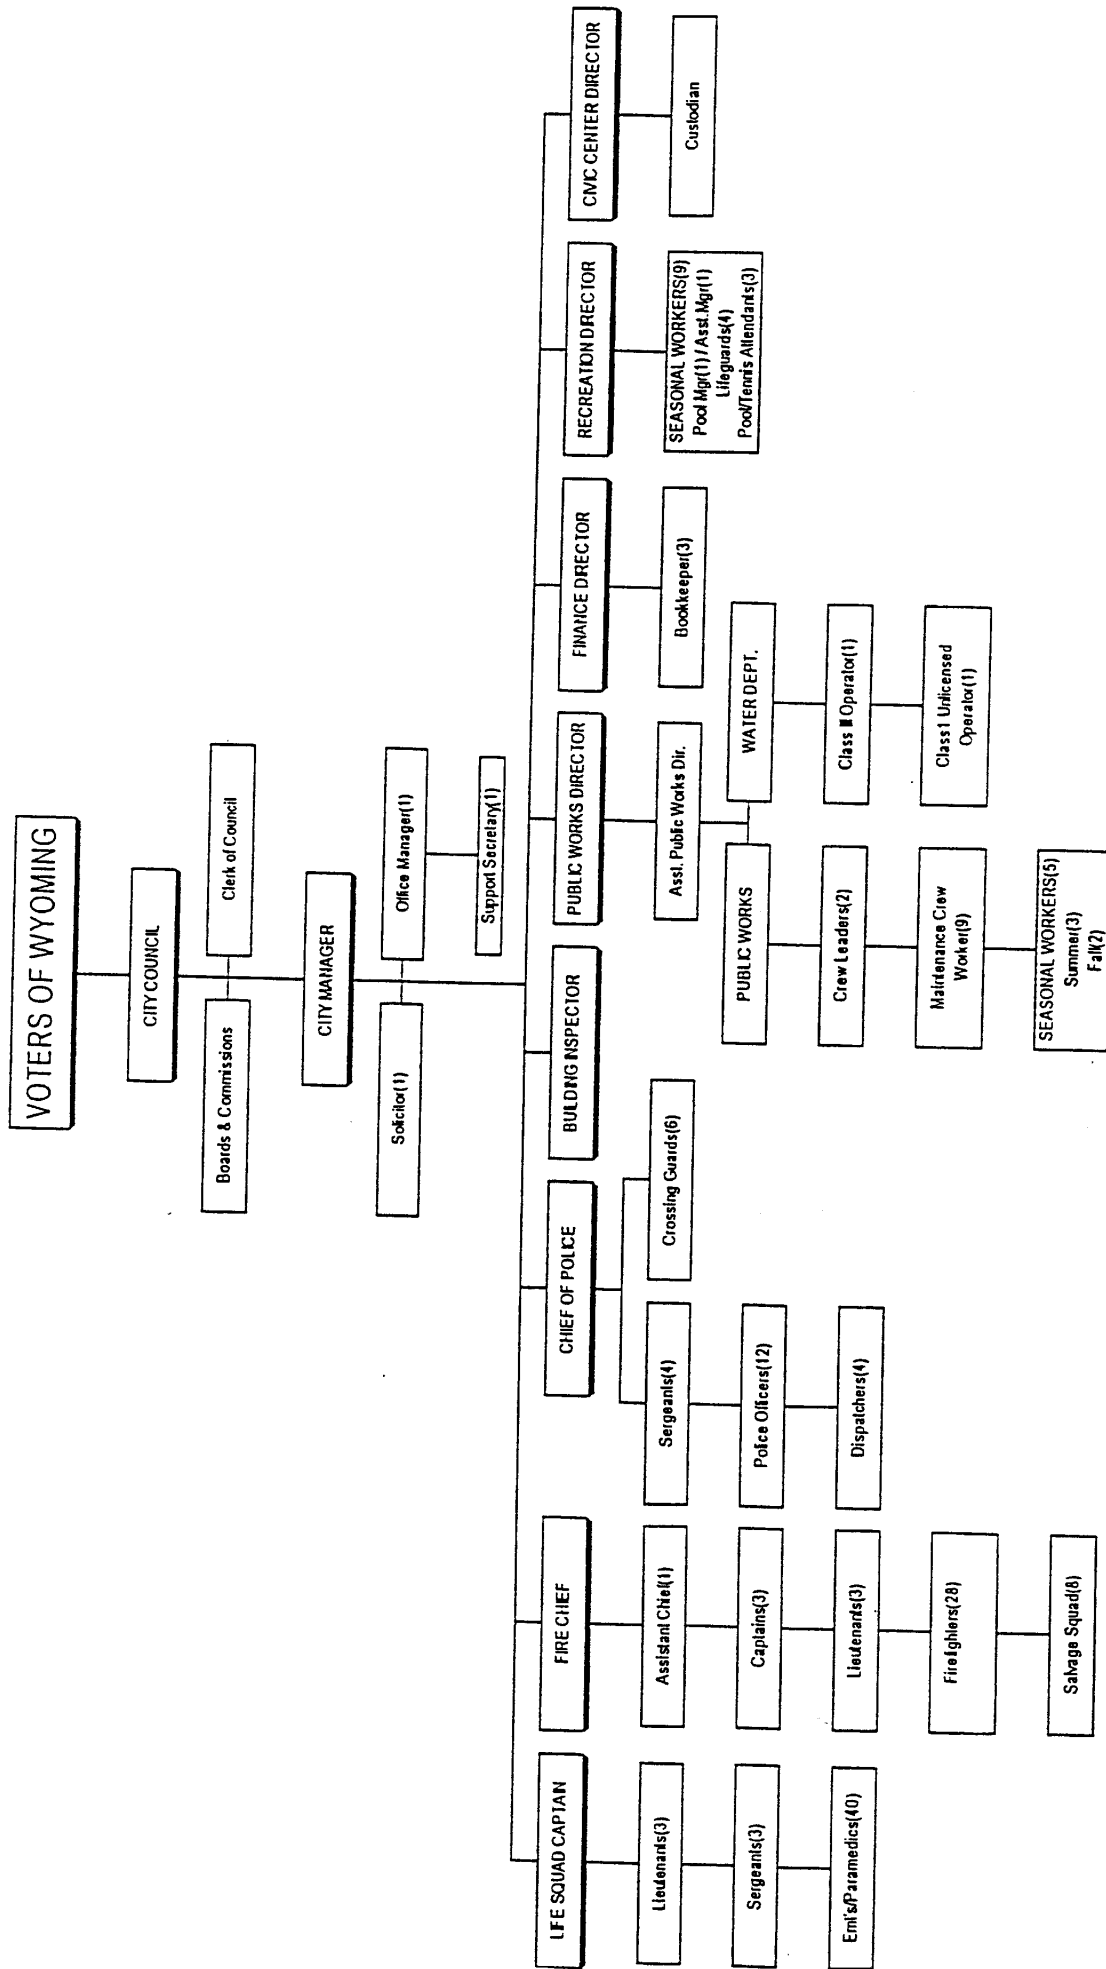 VOTERS OF WYOMING
CITY COUNCIL
Boards & Commissions
Clerk of Council
CITY MANAGER
Solicitor(1)
Office Manager(1)
Support Secretary(1)
LIFE SQUAD CAPTAIN
FIRE CHIEF
CHIEF OF POLICE
BUILDING INSPECTOR
PUBLIC WORKS DIRECTOR
FINANCE DIRECTOR
RECREATION DIRECTOR
CIVIC CENTER DIRECTOR
Lieutenants(3)
Sergeants(3)
Emt's/Paramedics(40)
Assistant Chief(1)
Captains(3)
Lieutenants(3)
Firefighters(28)
Salvage Squad(8)
Sergeants(4)
Police Officers(12)
Dispatchers(4)
Crossing Guards(6)
Asst. Public Works Dir.
PUBLIC WORKS
Crew Leaders(2)
Maintenance Crew
Worker(9)
SEASONAL WORKERS(5)
Summer(3)
Fall(2)
WATER DEPT.
Class III Operator(1)
Class 1 Unlicensed
Operator(1)
Bookkeeper(3)
SEASONAL WORKERS(9)
Pool Mgr(1) / Asst.Mgr(1)
Lifeguards(4)
Pool/Tennis Attendants(3)
Custodian